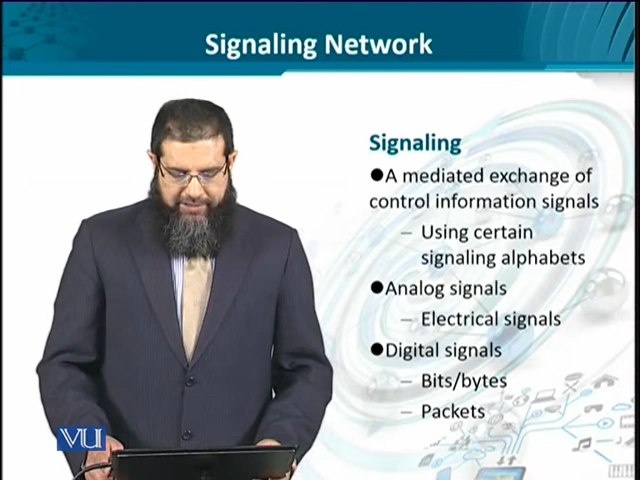 Signaling Network
Signaling
●A mediated exchange of
control information signals
– Using certain
signaling alphabets
●Analog signals
– Electrical signals
●Digital signals
– Bits/bytes
– Packets
VU